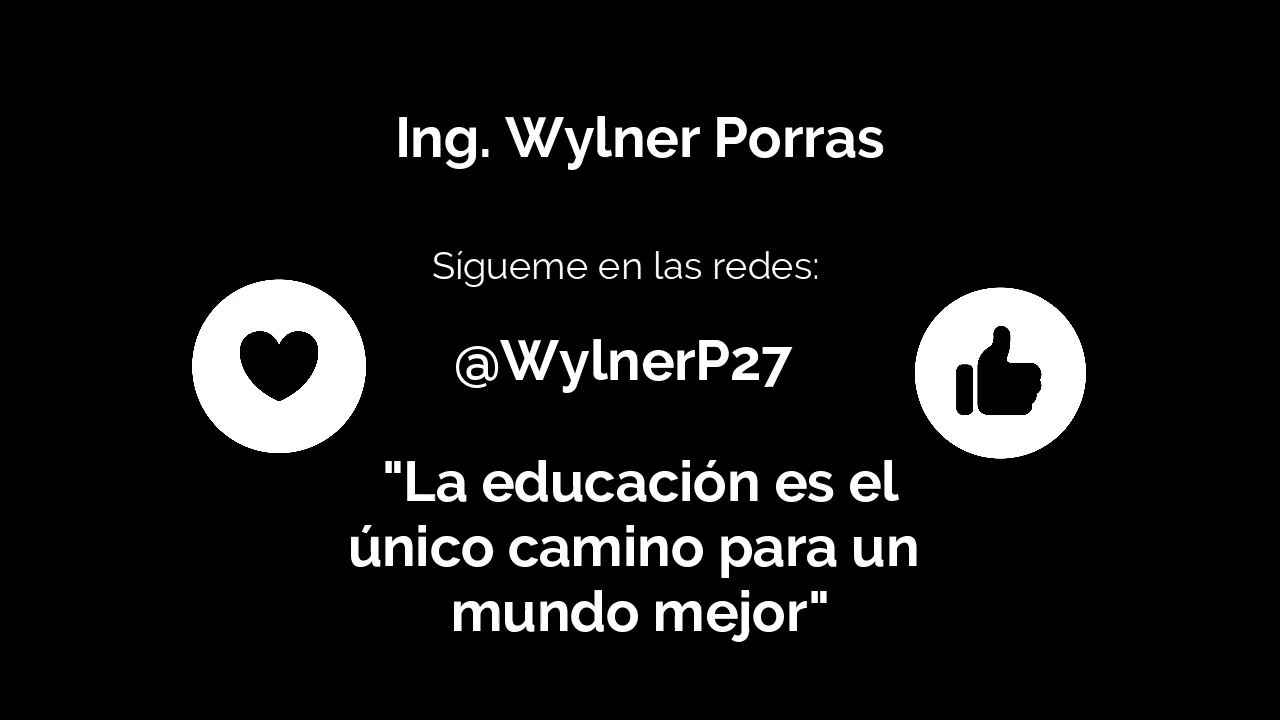 Ing. Wylner Porras
Sígueme en las redes:
@WylnerP27
"La educación es el
único camino para un
mundo mejor"